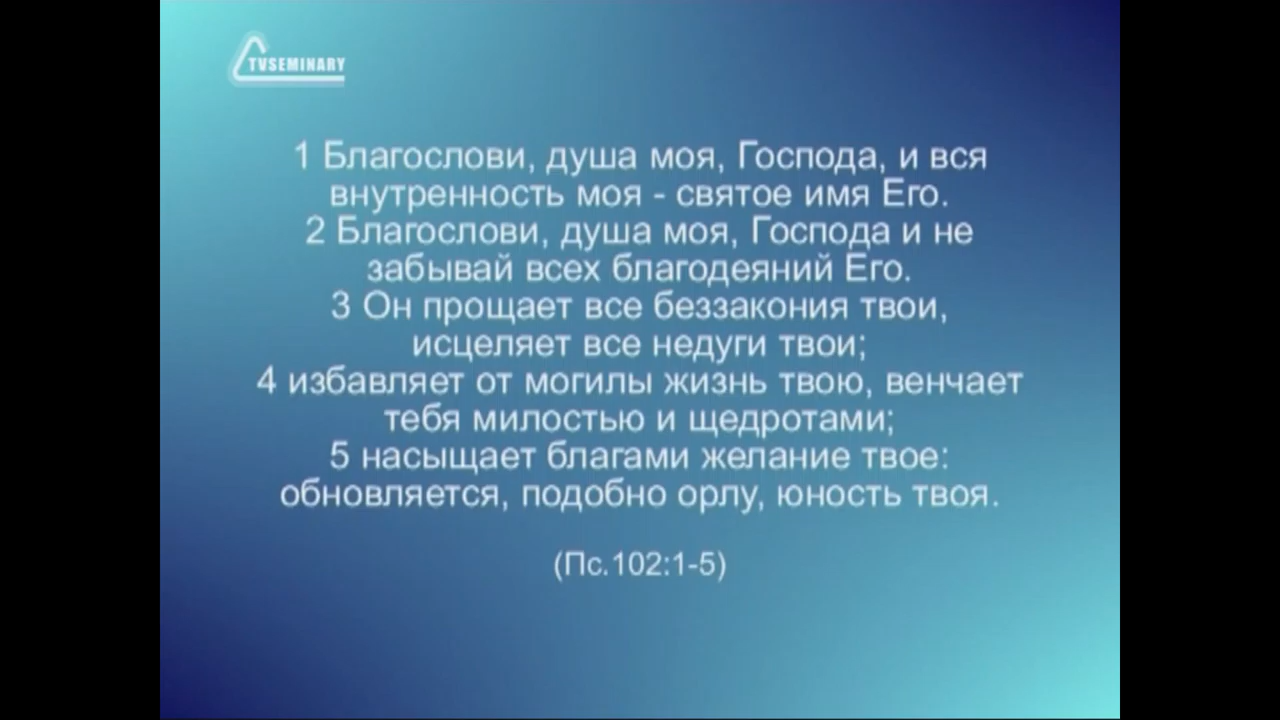 TVSEMINARY
1 Благослови, душа моя, Господа, и вся
внутренность моя - святое имя Его.
2 Благослови, душа моя, Господа и не
забывай всех благодеяний Его.
3 Он прощает все беззакония твои,
исцеляет все недуги твои;
4 избавляет от могилы жизнь твою, венчает
тебя милостью и щедротами;
5 насыщает благами желание твое:
обновляется, подобно орлу, юность твоя.
(Пс.102:1-5)